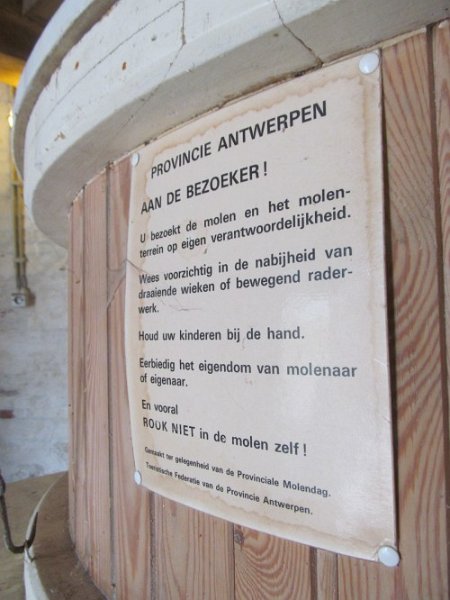 PROVINCIE ANTWERPEN
AAN DE BEZOEKER!
U bezoekt de molen en het molen-
terrein op eigen verantwoordelijkheid.
Wees voorzichtig in de nabijheid van
draaiende wieken of bewegend rader-
werk.
Houd uw kinderen bij de hand.
Eerbiedig het eigendom van molenaar
of eigenaar.
En vooral
ROOK NIET in de molen zelf!
Gemaakt ter gelegenheid van de Provinciale Molendag.
Toeristische Federatie van de Provincie Antwerpen.